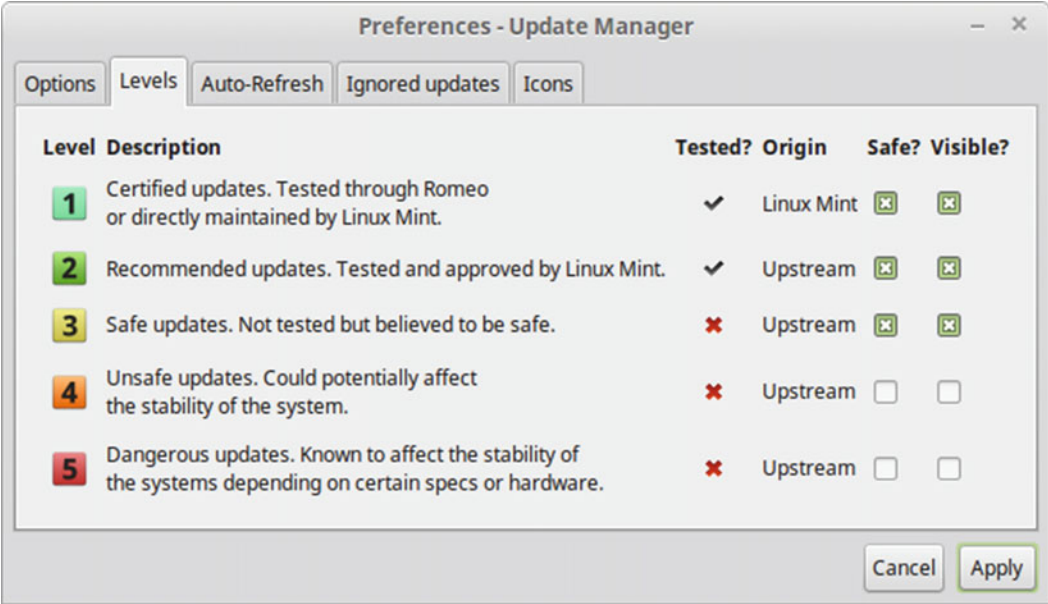 Preferences - Update Manager
Options Levels Auto-Refresh Ignored updates Icons
Level Description Tested? Origin Safe? Visible?
1 Certified updates. Tested through Romeo
or directly maintained by Linux Mint. Linux Mint
2 Recommended updates. Tested and approved by Linux Mint. Upstream
3 Safe updates. Not tested but believed to be safe. Upstream
4 Unsafe updates. Could potentially affect
the stability of the system. Upstream
5 Dangerous updates. Known to affect the stability of
the systems depending on certain specs or hardware. Upstream
Cancel Apply